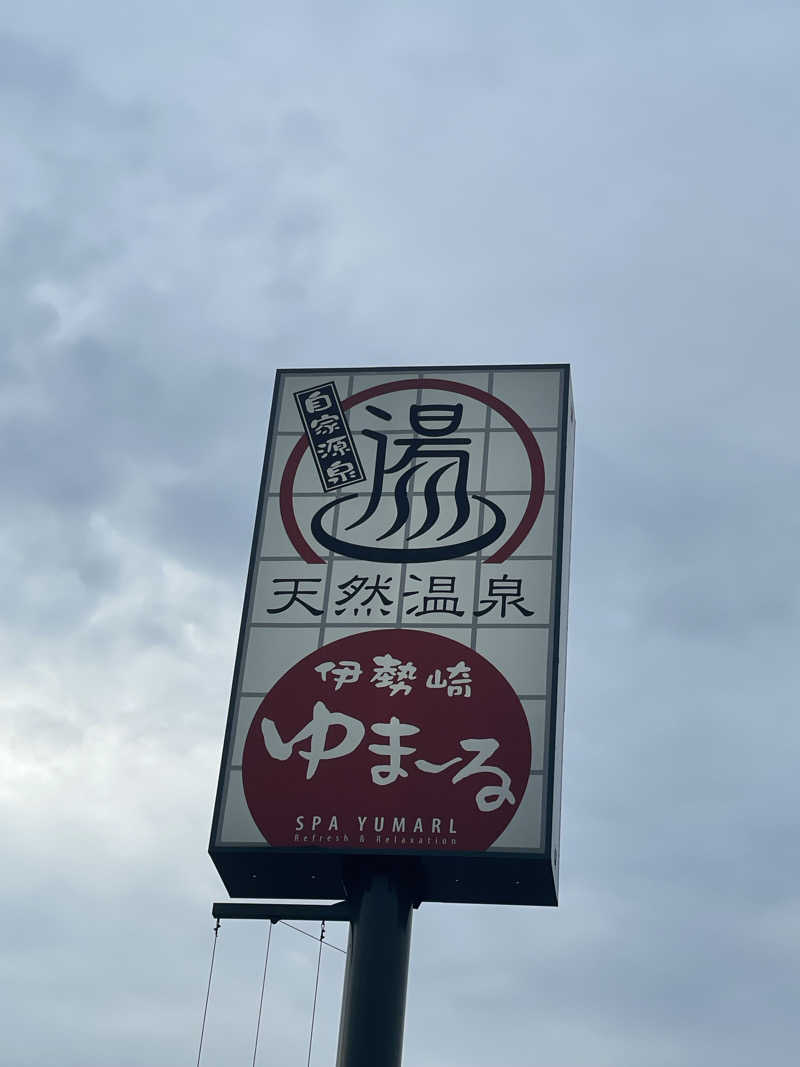 自家源泉
湯
天然温泉
伊勢崎
ゆま～る
SPA YUMARL
Refresh & Relaxation